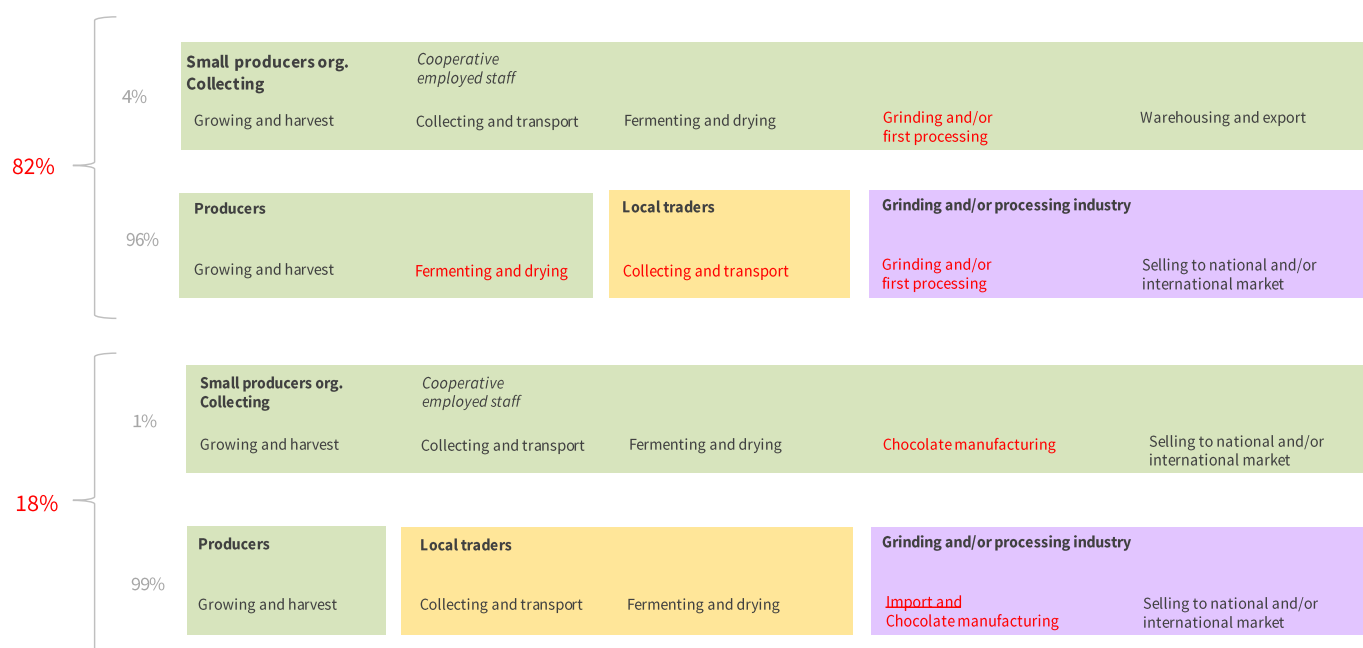 82%
4%
Small producers org.
Collecting
Cooperative
employed staff
Growing and harvest
Collecting and transport
Fermenting and drying
Grinding and/or
first processing
Warehousing and export
96%
Producers
Growing and harvest
Fermenting and drying
Local traders
Collecting and transport
Grinding and/or processing industry
Grinding and/or
first processing
Selling to national and/or
international market
18%
1%
Small producers org.
Collecting
Cooperative
employed staff
Growing and harvest
Collecting and transport
Fermenting and drying
Chocolate manufacturing
Selling to national and/or
international market
99%
Producers
Growing and harvest
Local traders
Collecting and transport
Fermenting and drying
Grinding and/or processing industry
Import and
Chocolate manufacturing
Selling to national and/or
international market